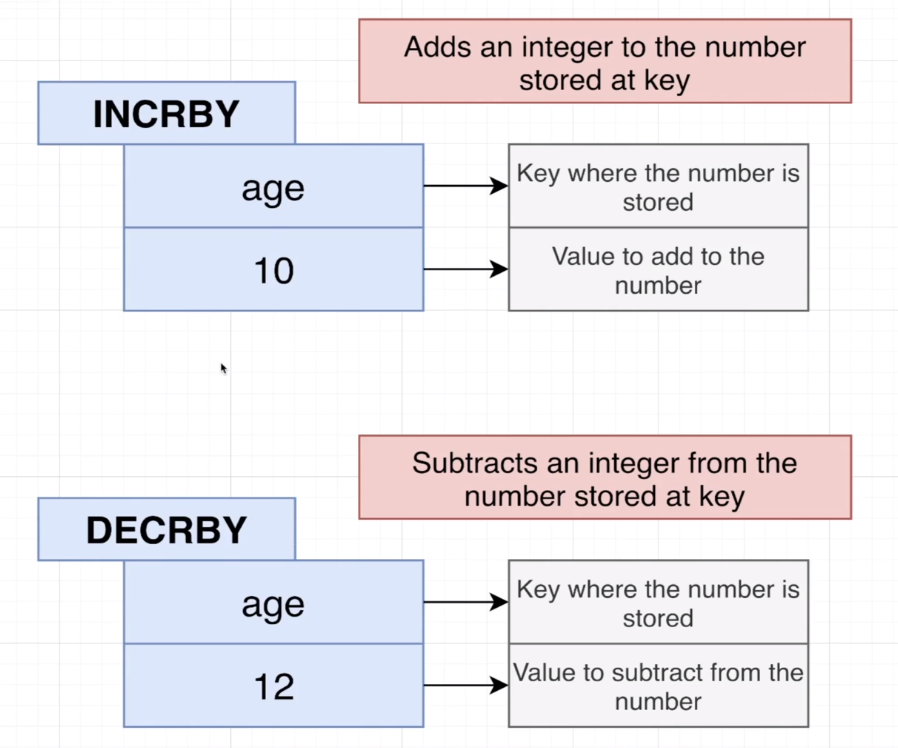 Adds an integer to the number
stored at key
INCRBY
age
Key where the number is
stored
10
Value to add to the
number
Subtracts an integer from the
number stored at key
DECRBY
age
Key where the number is
stored
12
Value to subtract from the
number